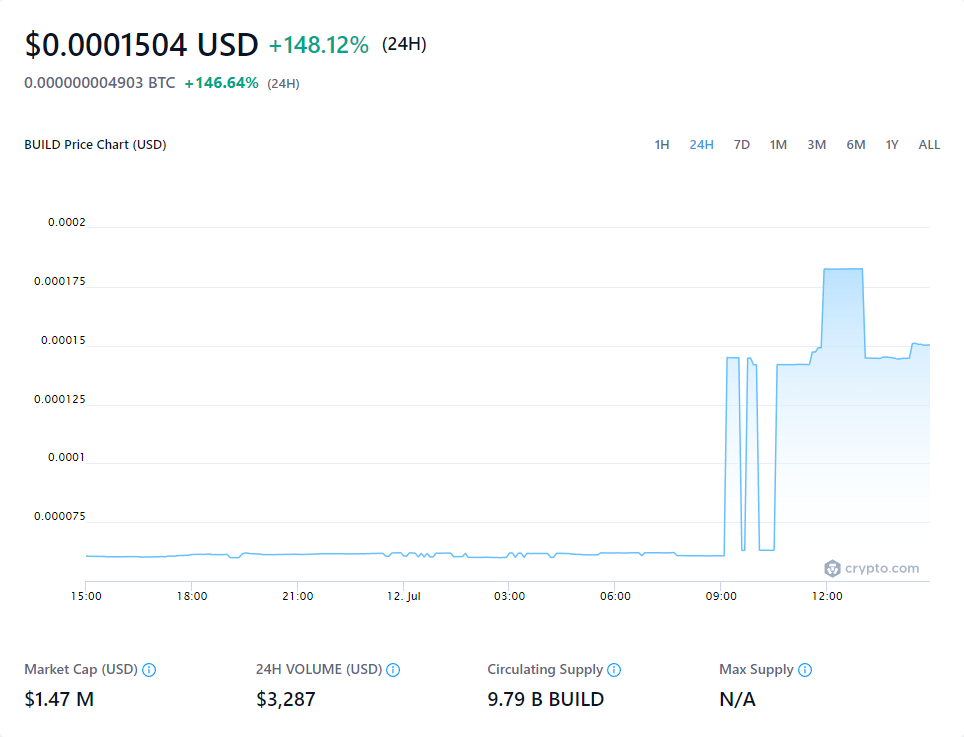 $0.0001504 USD +148.12% (24H)
0.000000004903 BTC +146.64% (24H)
BUILD Price Chart (USD) 1H 24H 7D 1M 3M 6M 1Y ALL
0.0002
0.000175
0.00015
0.000125
0.0001
0.000075
crypto.com
15:00 18:00 21:00 12. Jul 03:00 06:00 09:00 12:00
Market Cap (USD) 24H VOLUME (USD) Circulating Supply Max Supply
$1.47 M $3,287 9.79 B BUILD N/A